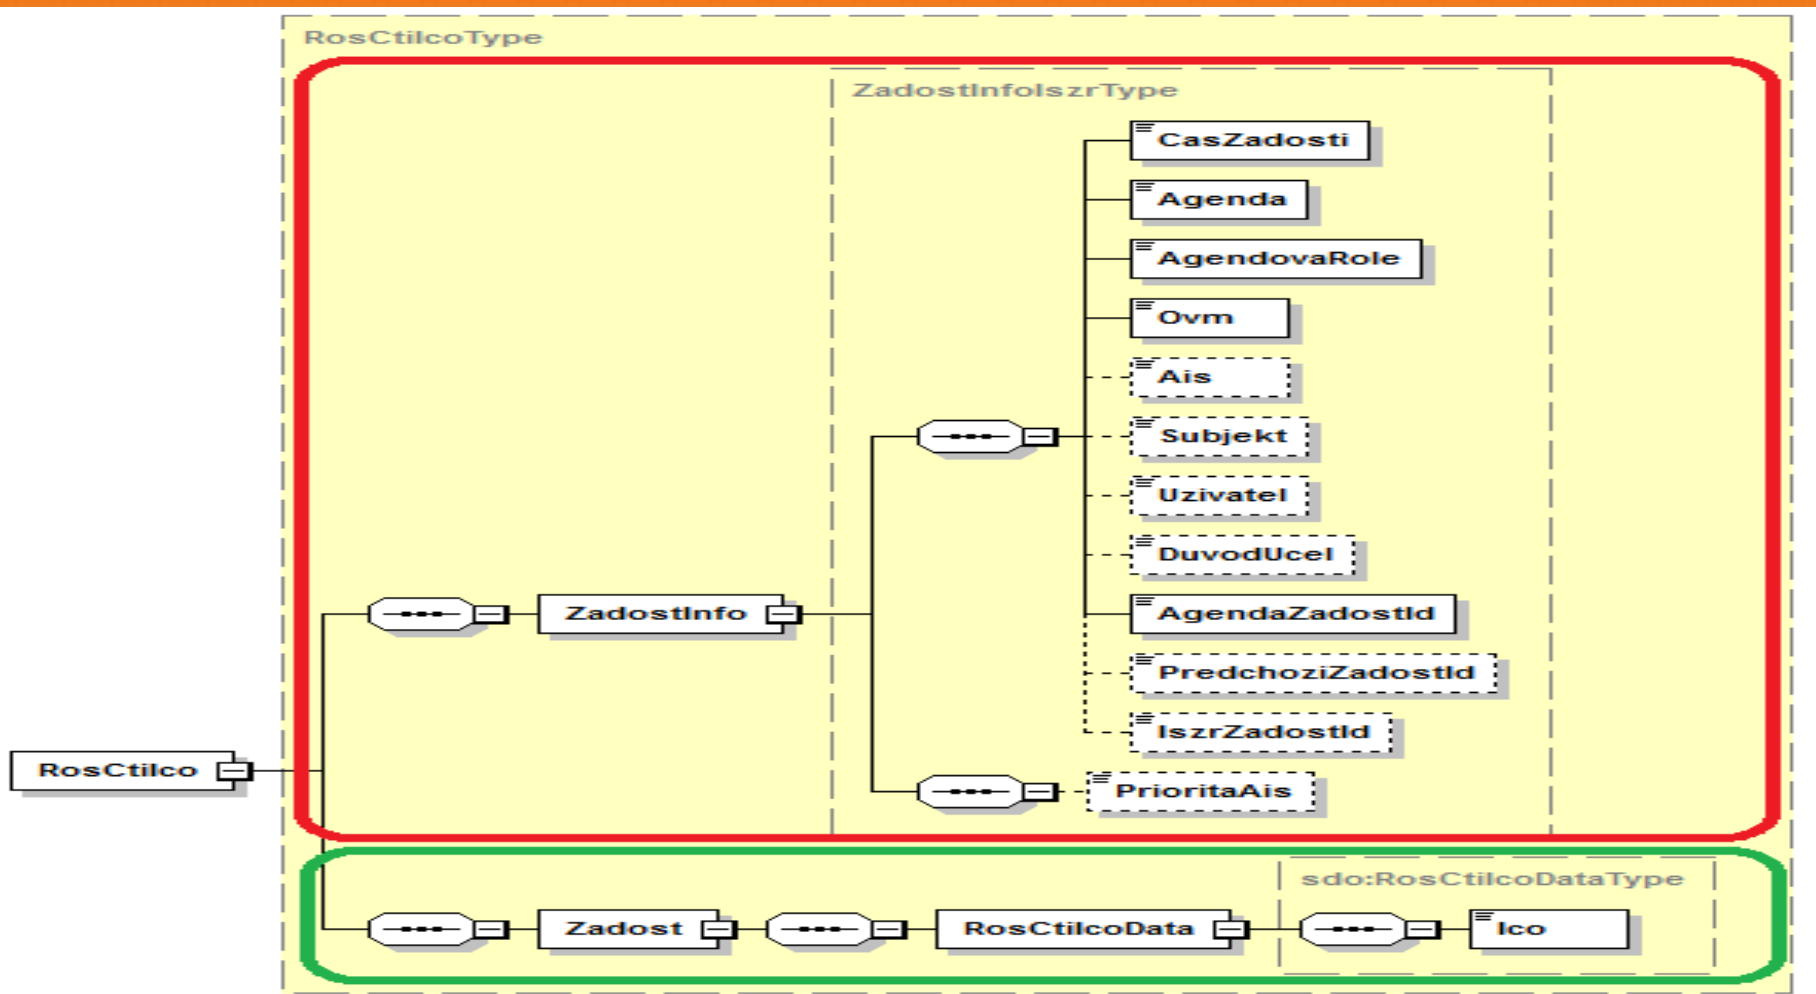 RosCtiIcoType
ZadostInfoIszrType
CasZadosti
Agenda
AgendovaRole
Ovm
Ais
Subjekt
Uzivatel
DuvodUcel
ZadostInfo
AgendaZadostId
PredchoziZadostId
IszrZadostId
RosCtiIco
PrioritaAis
sdo:RosCtiIcoDataType
Zadost
RosCtiIcoData
Ico